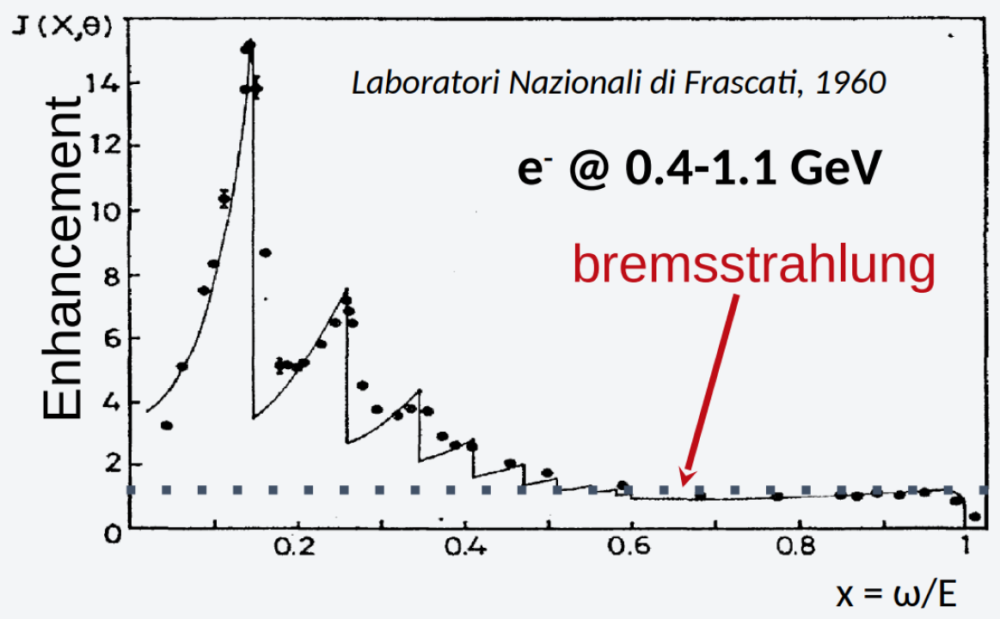 J (X,θ)
Laboratori Nazionali di Frascati, 1960
e- @ 0.4-1.1 GeV
bremsstrahlung
Enhancement
14
12
10
8
6
4
2
0
0.2 0.4 0.6 0.8 1
x = ω/E